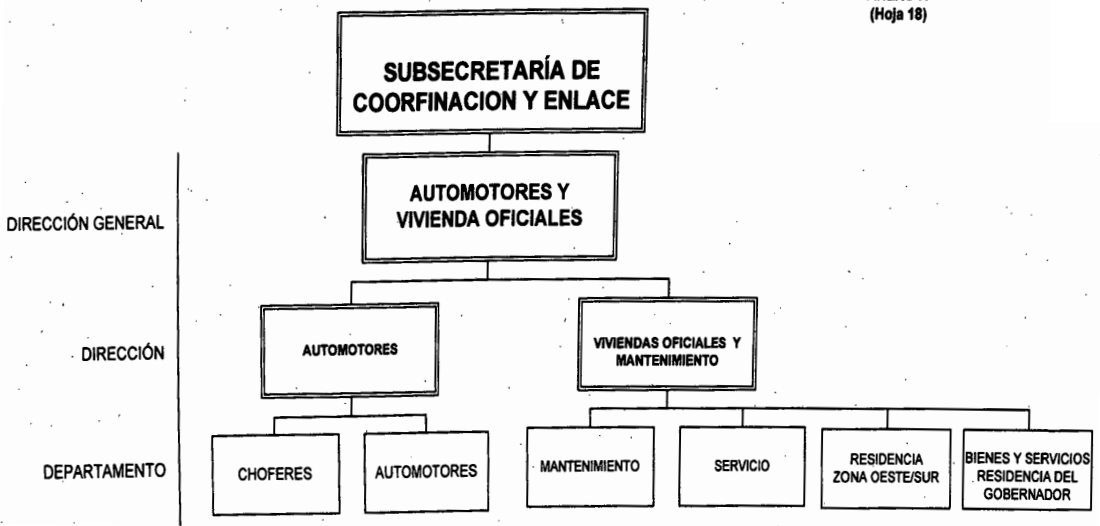 (Hoja 18)
SUBSECRETARÍA DE
COORFINACION Y ENLACE
DIRECCIÓN GENERAL
AUTOMOTORES Y
VIVIENDA OFICIALES
DIRECCIÓN
AUTOMOTORES
VIVIENDAS OFICIALES Y
MANTENIMIENTO
DEPARTAMENTO
CHOFERES
AUTOMOTORES
MANTENIMIENTO
SERVICIO
RESIDENCIA
ZONA OESTE/SUR
BIENES Y SERVICIOS
RESIDENCIA DEL
GOBERNADOR